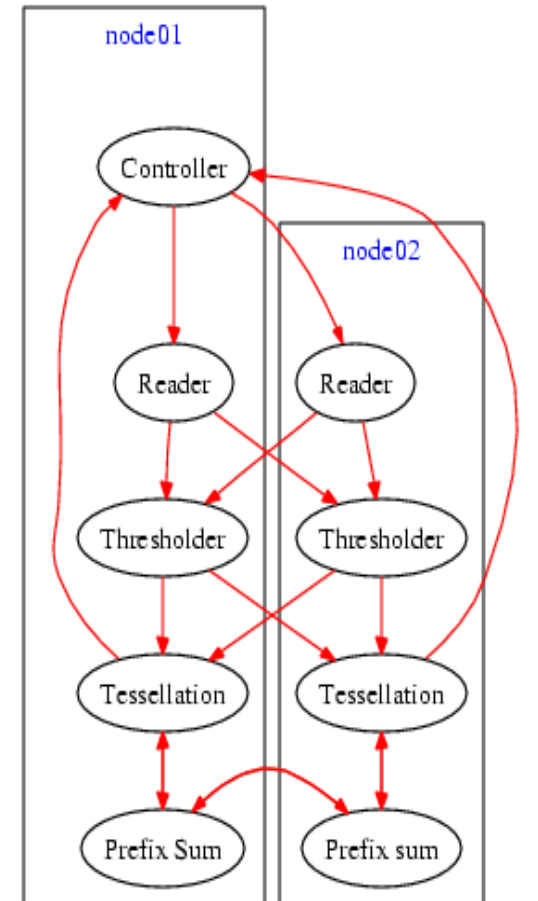 node01
Controller
node02
Reader
Reader
Thresholder
Thresholder
Tessellation
Tessellation
Prefix Sum
Prefix sum